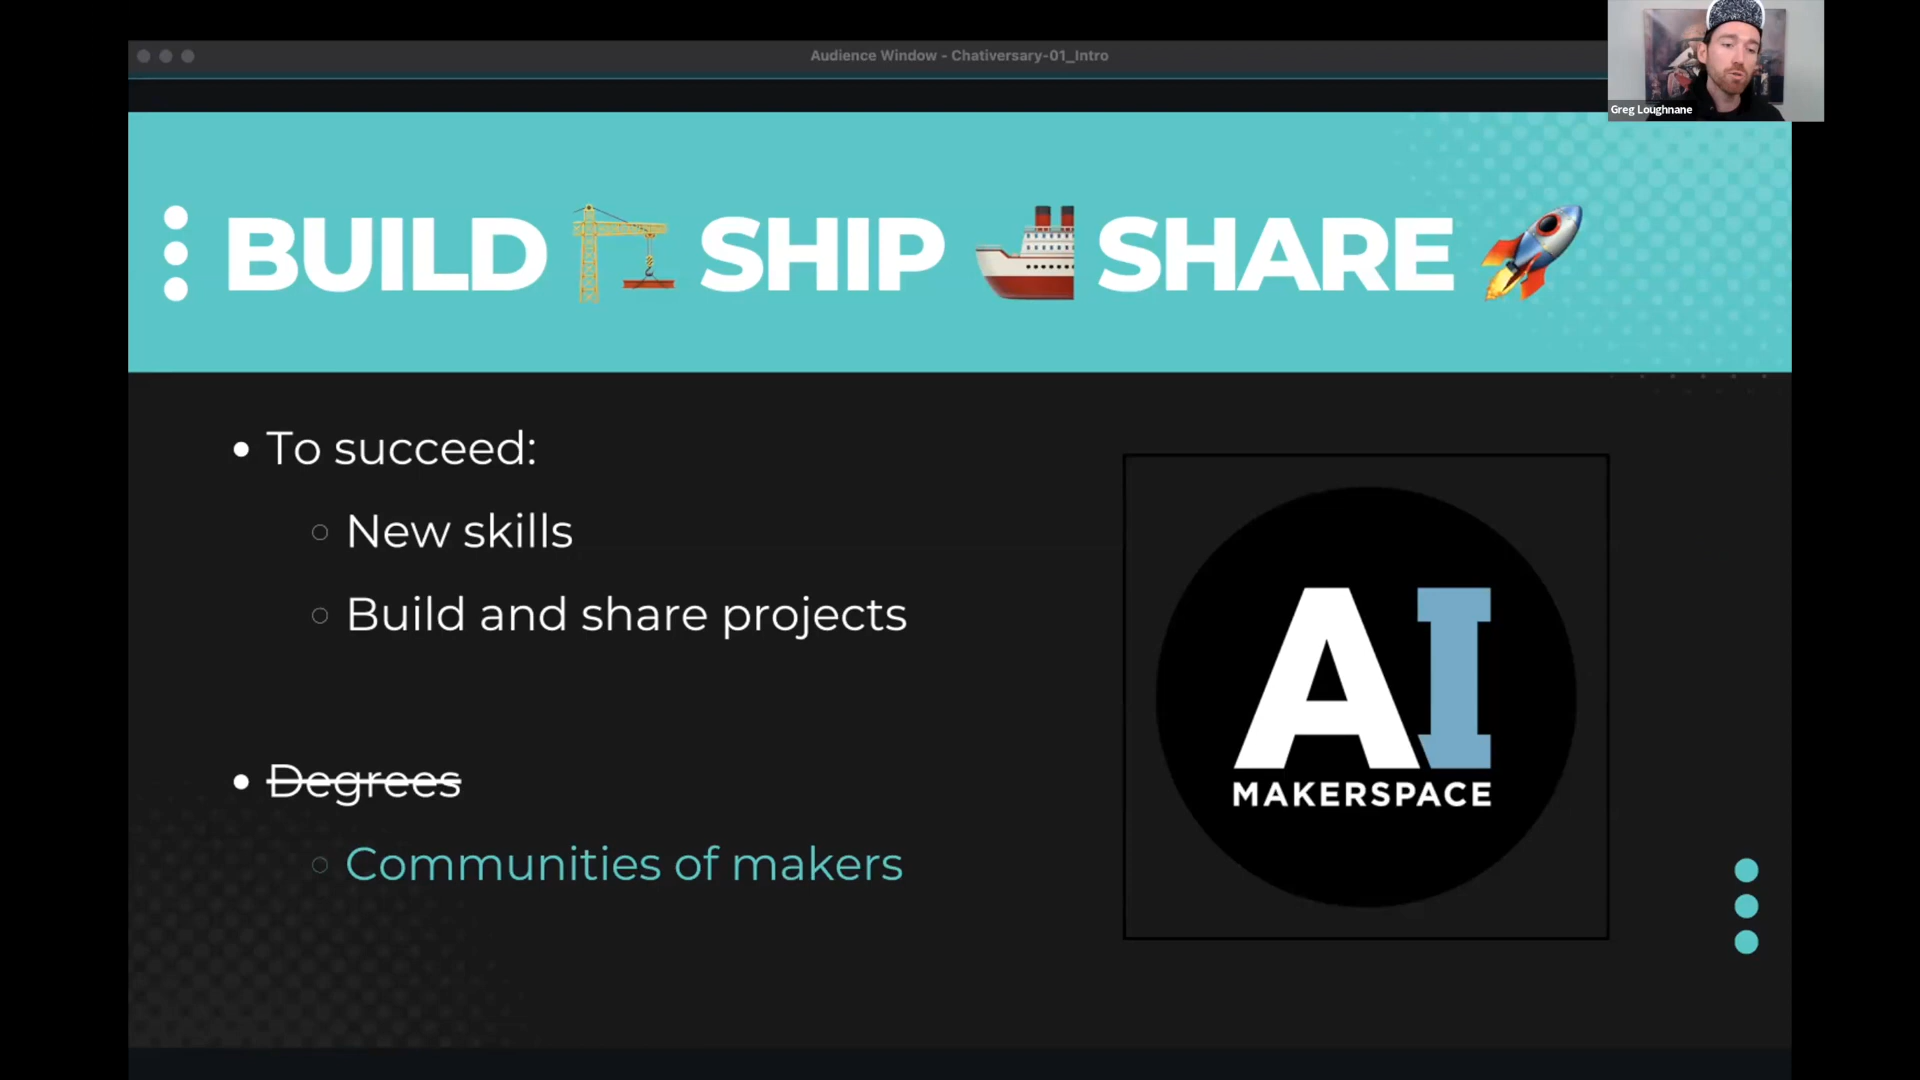 Audience Window - Chativersary-01_Intro
Greg Loughnane
BUILD 🏗️ SHIP 🚢 SHARE 🚀
• To succeed:
○ New skills
○ Build and share projects
• Degrees
○ Communities of makers
AI
MAKERSPACE